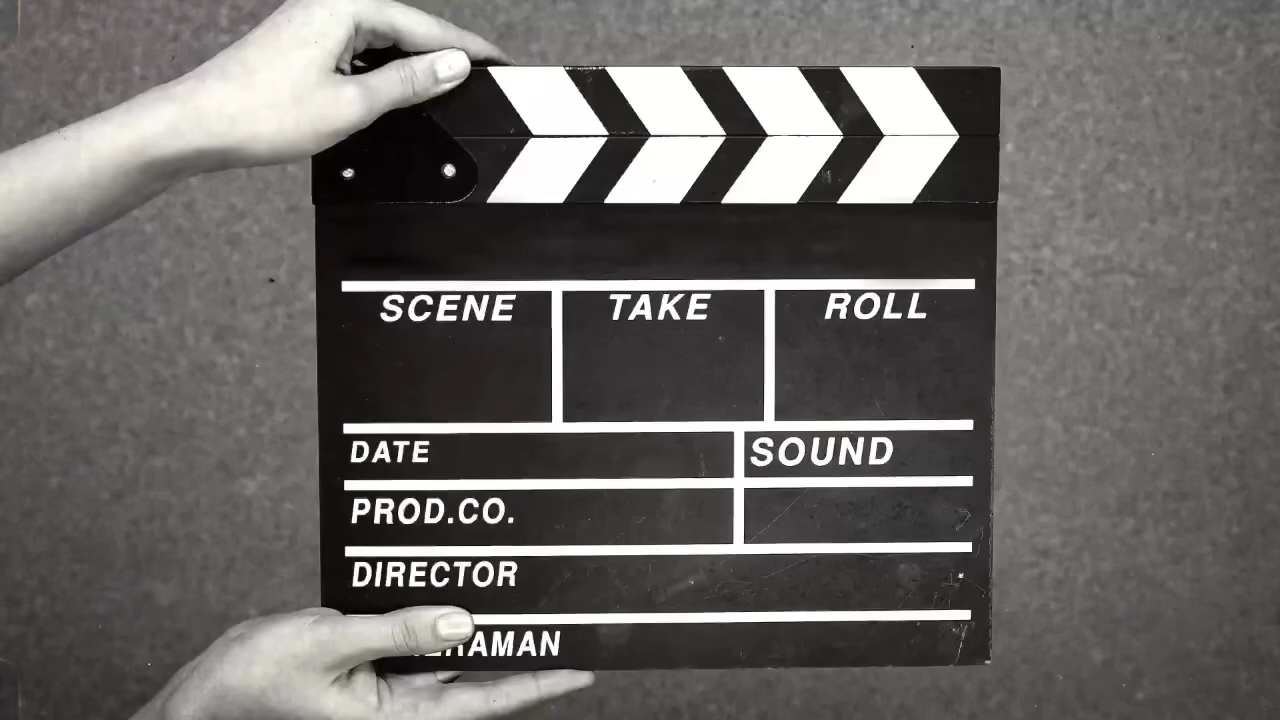 SCENE TAKE ROLL
DATE SOUND
PROD.CO.
DIRECTOR